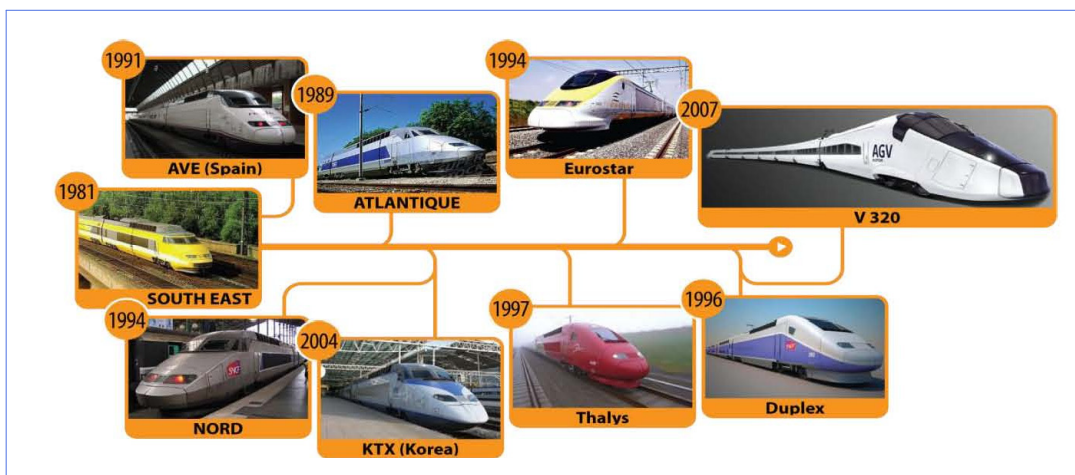 1991
AVE (Spain)
1989
ATLANTIQUE
1994
Eurostar
2007
AGV
V 320
1981
SOUTH EAST
1994
SNCF
NORD
2004
KTX (Korea)
1997
Thalys
1996
Duplex